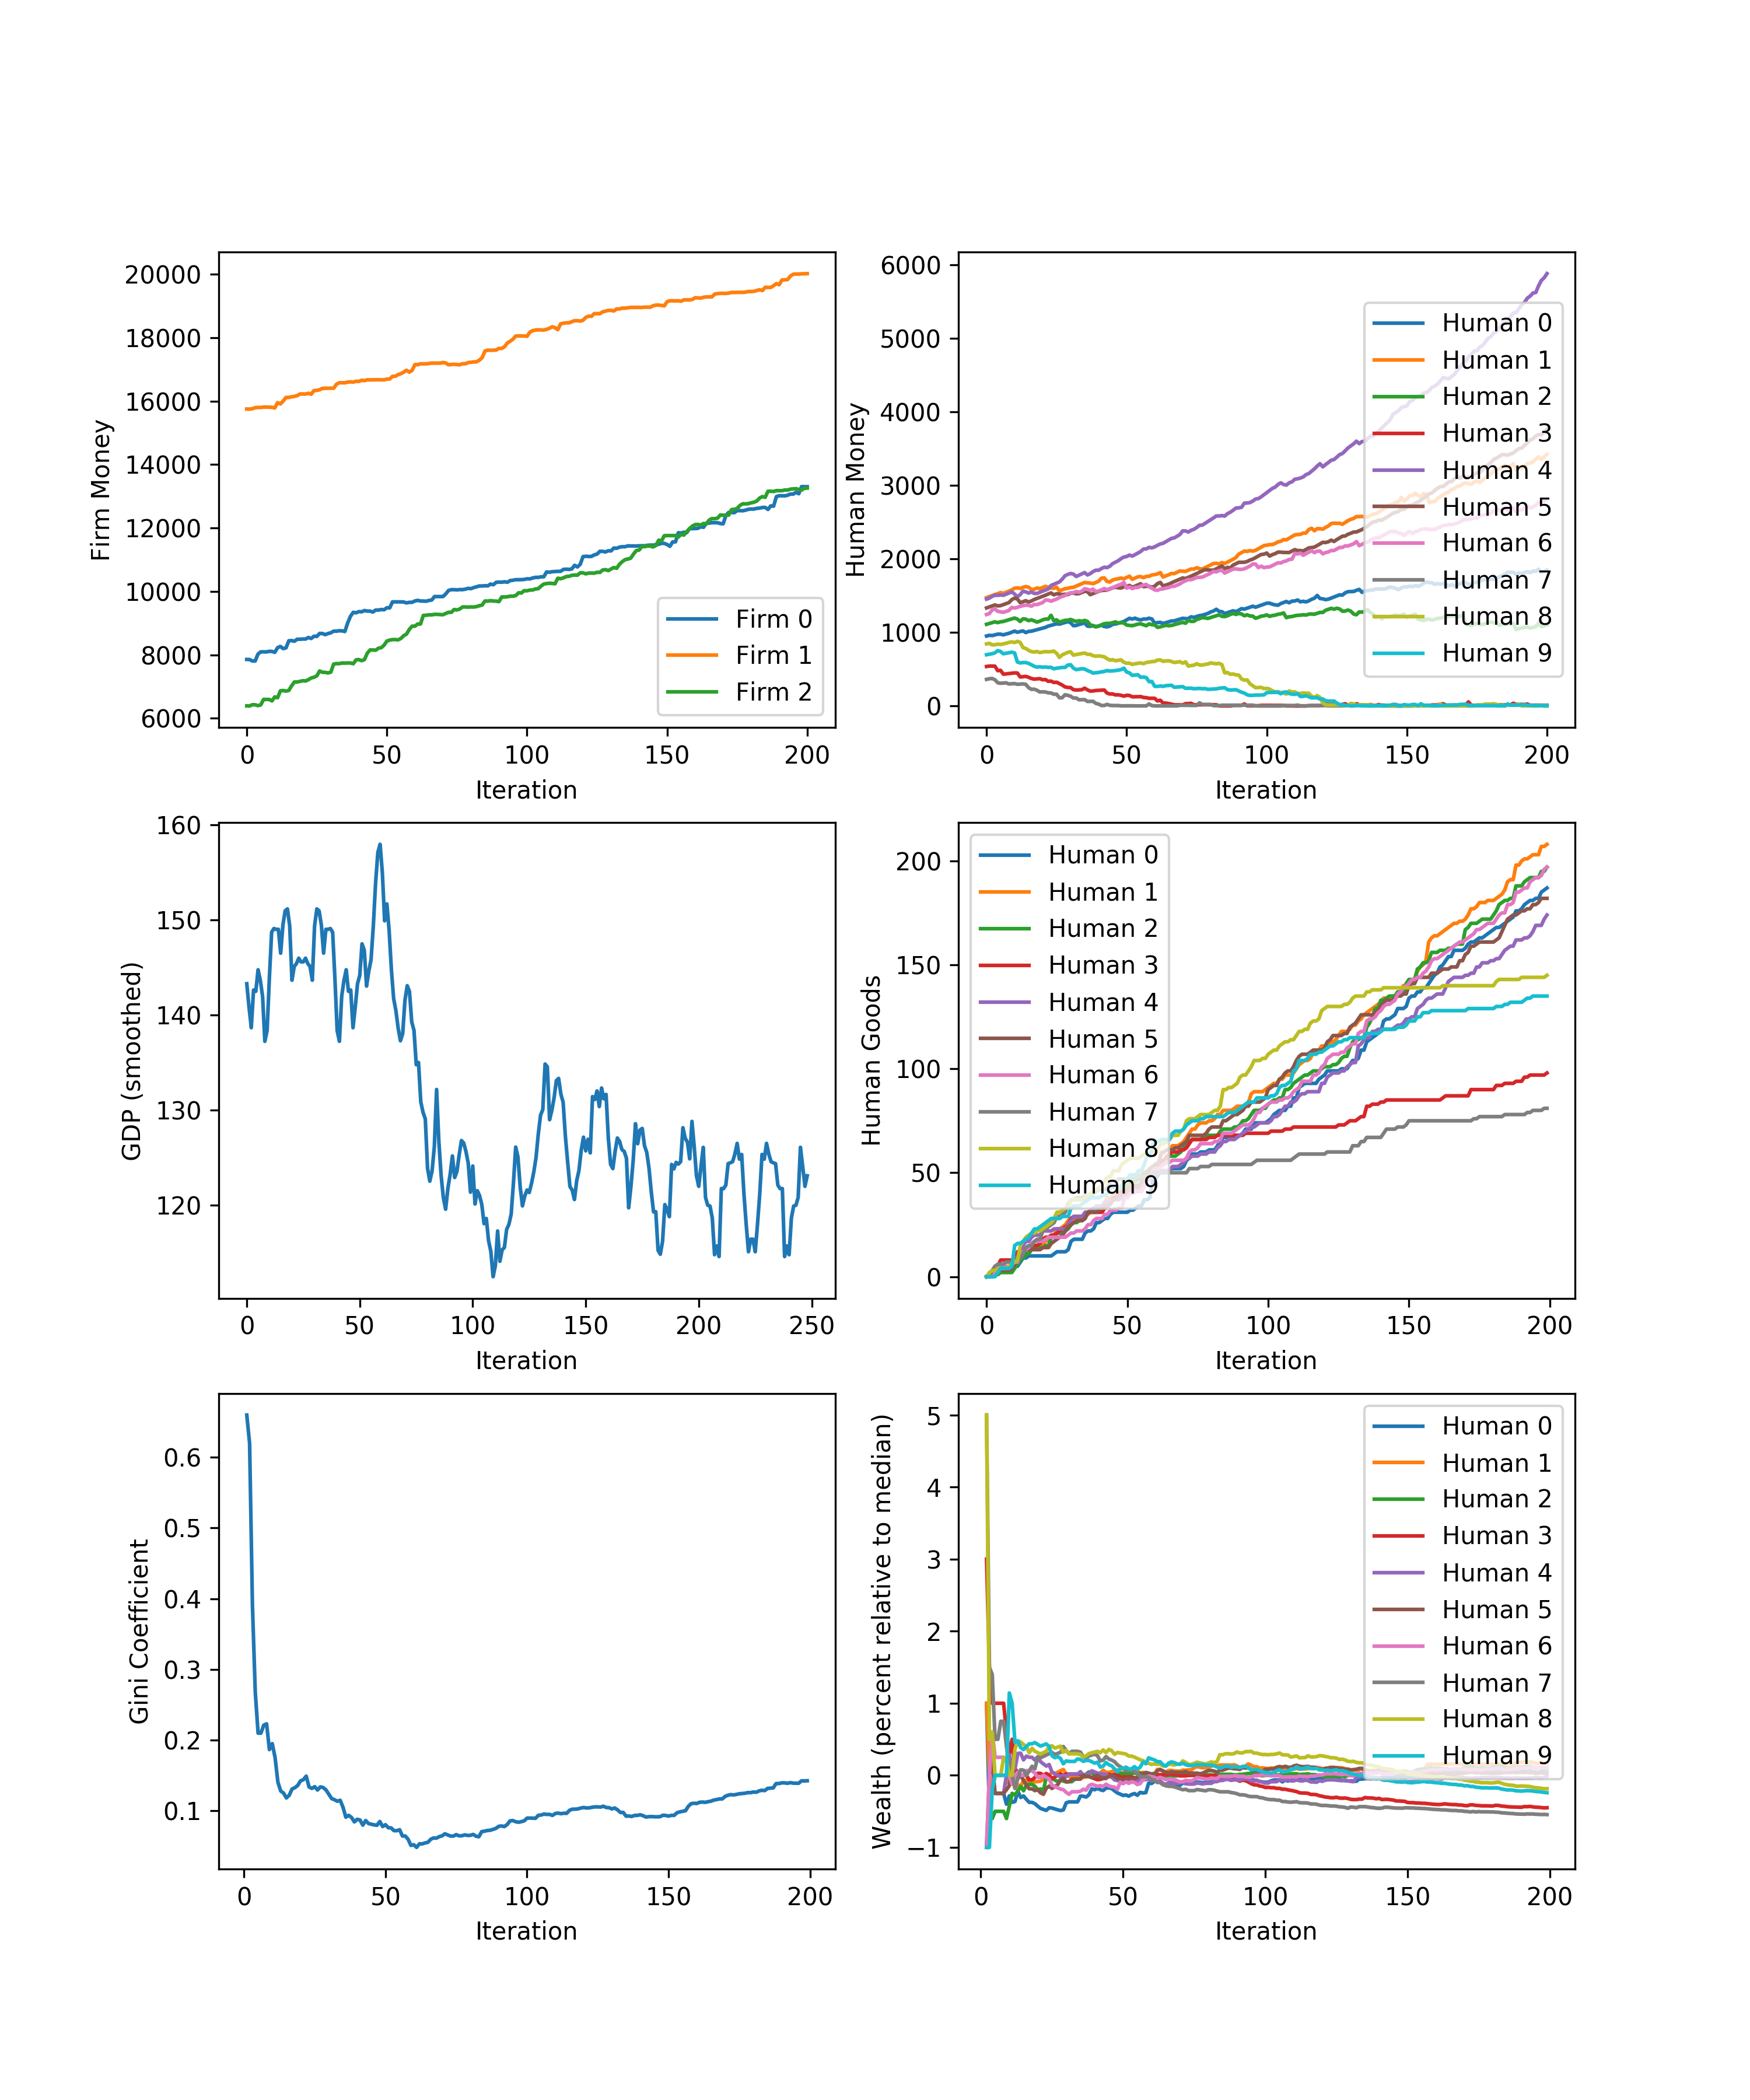 20000
18000
16000
14000
12000
10000
8000
6000
Firm Money
0 50 100 150 200
Iteration
Firm 0
Firm 1
Firm 2
6000
5000
4000
3000
2000
1000
0
Human Money
0 50 100 150 200
Iteration
Human 0
Human 1
Human 2
Human 3
Human 4
Human 5
Human 6
Human 7
Human 8
Human 9
160
150
140
130
120
GDP (smoothed)
0 50 100 150 200 250
Iteration
200
150
100
50
0
Human Goods
0 50 100 150 200
Iteration
Human 0
Human 1
Human 2
Human 3
Human 4
Human 5
Human 6
Human 7
Human 8
Human 9
0.6
0.5
0.4
0.3
0.2
0.1
Gini Coefficient
0 50 100 150 200
Iteration
5
4
3
2
1
0
−1
Wealth (percent relative to median)
0 50 100 150 200
Iteration
Human 0
Human 1
Human 2
Human 3
Human 4
Human 5
Human 6
Human 7
Human 8
Human 9